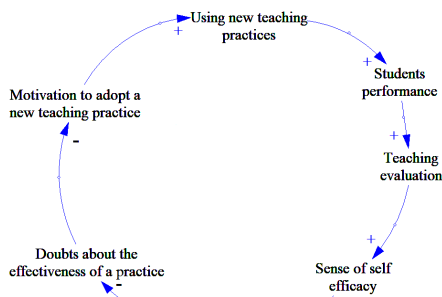 Using new teaching
practices
+
+
Students
performance
Motivation to adopt a
new teaching practice
+
-
Teaching
evaluation
+
Doubts about the
effectiveness of a practice
Sense of self
efficacy
-